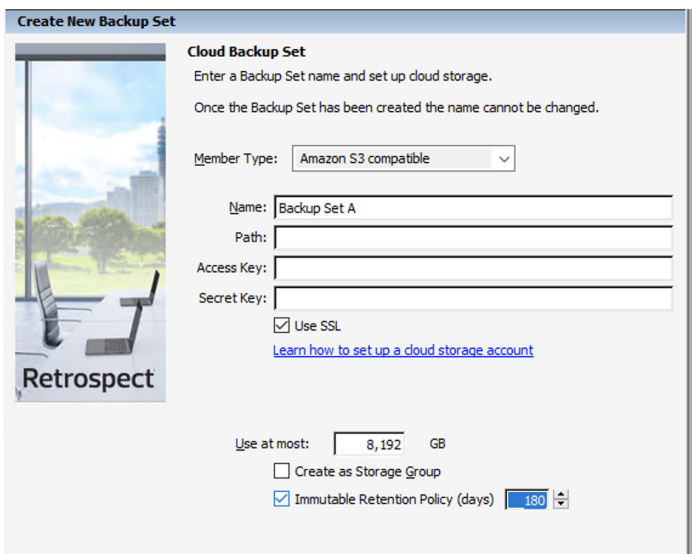 Create New Backup Set
Cloud Backup Set
Enter a Backup Set name and set up cloud storage.
Once the Backup Set has been created the name cannot be changed.
Member Type: Amazon S3 compatible
Name: Backup Set A
Path:
Access Key:
Secret Key:
Use SSL
Learn how to set up a cloud storage account
Retrospect
Use at most: 8,192 GB
Create as Storage Group
Immutable Retention Policy (days) 180